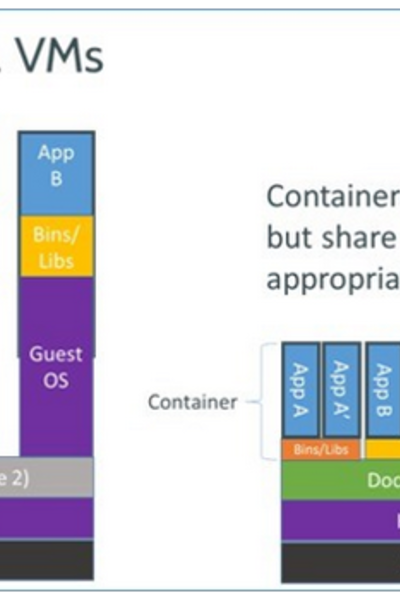 VMs
App
B
Bins/
Libs
Guest
OS
e 2)
Container
but share
appropria
Container
App A
App A'
App B
Bins/Libs
Doc